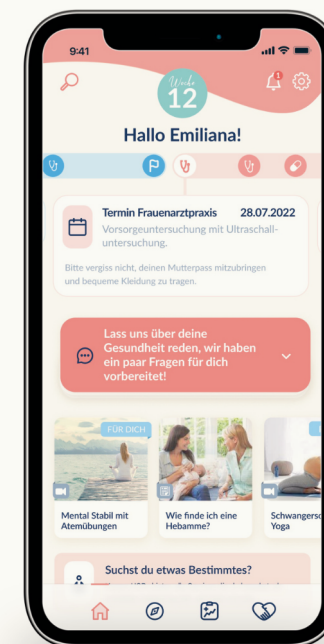 9:41
Woche
12
1
Hallo Emiliana!
Termin Frauenarztpraxis 28.07.2022
Vorsorgeuntersuchung mit Ultraschall-
untersuchung.
Bitte vergiss nicht, deinen Mutterpass mitzubringen
und bequeme Kleidung zu tragen.
Lass uns über deine
Gesundheit reden, wir haben
ein paar Fragen für dich
vorbereitet!
FÜR DICH
Mental Stabil mit
Atemübungen
Wie finde ich eine
Hebamme?
Schwangersc
Yoga
Suchst du etwas Bestimmtes?